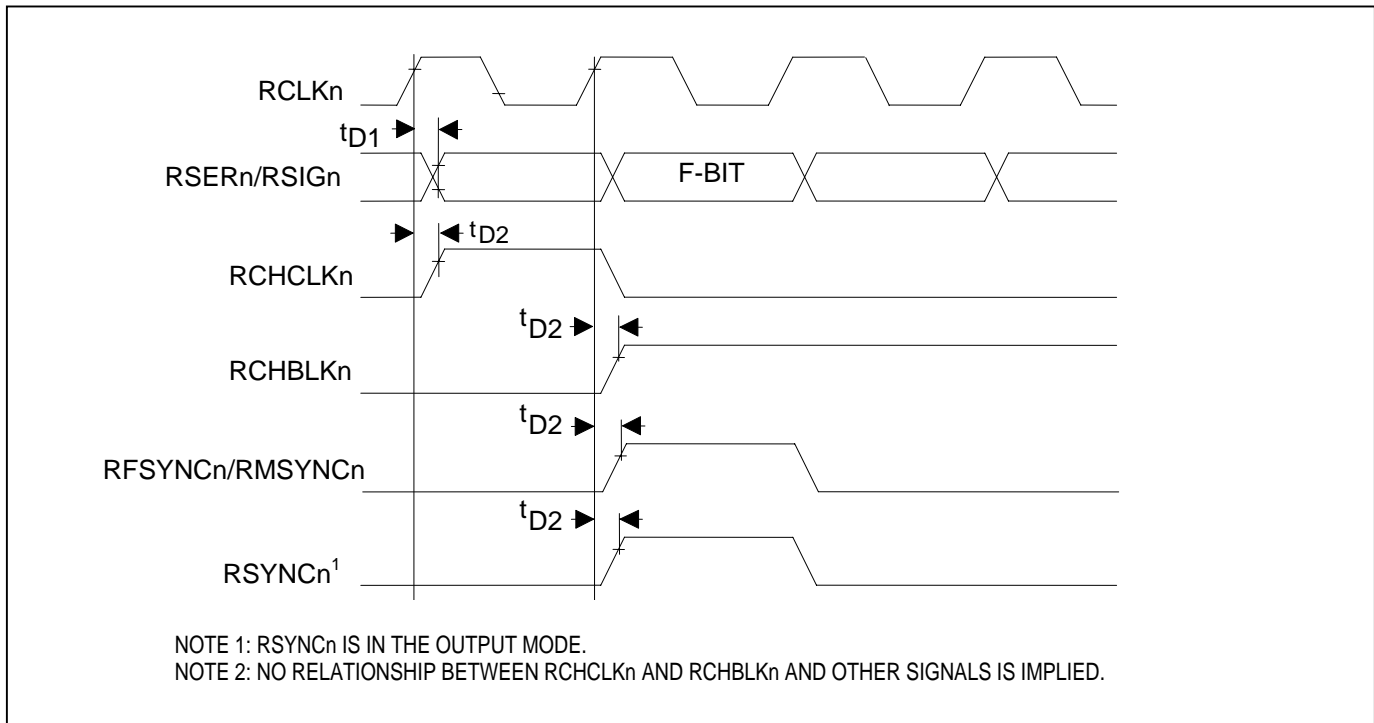 RCLKn
tD1
RSERn/RSIGn
F-BIT
tD2
RCHCLKn
tD2
RCHBLKn
tD2
RFSYNCn/RMSYNCn
tD2
RSYNCn¹
NOTE 1: RSYNCn IS IN THE OUTPUT MODE.
NOTE 2: NO RELATIONSHIP BETWEEN RCHCLKn AND RCHBLKn AND OTHER SIGNALS IS IMPLIED.